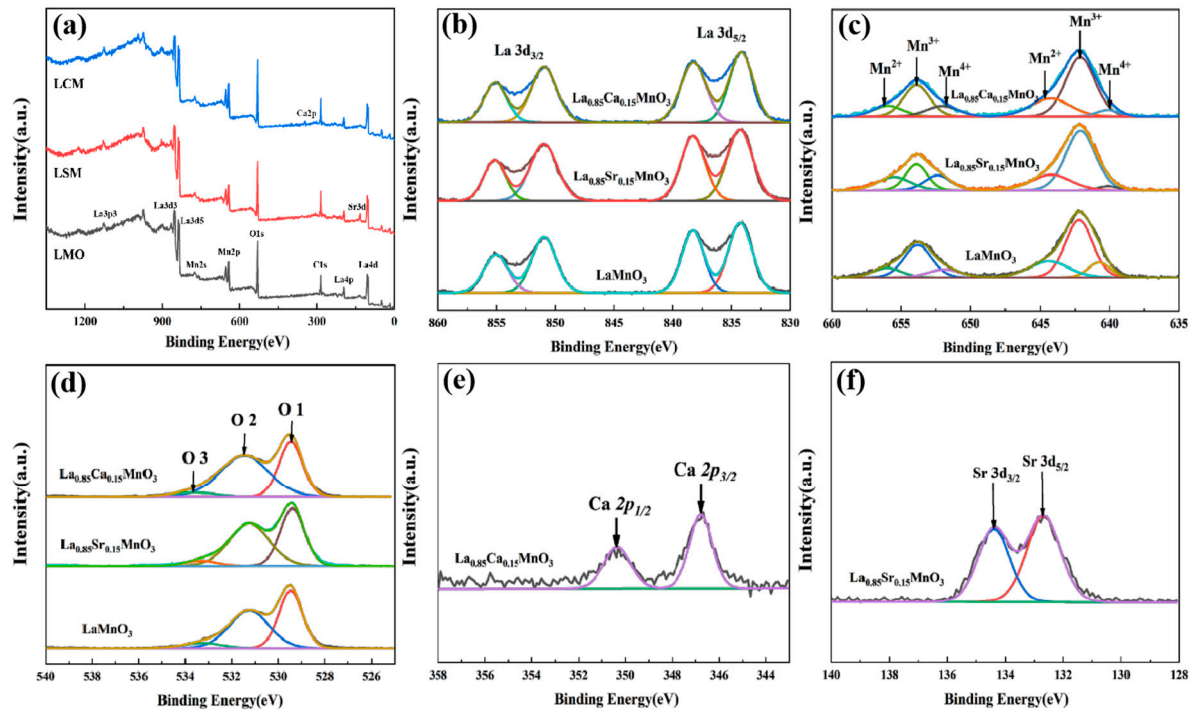 (a)
LCM
Ca2p
LSM
Sr3d
La3p3
La3d3
La3d5
LMO
Mn2s
Mn2p
O1s
C1s
La4p
La4d
1200 900 600 300 0
Binding Energy(eV)
Intensity(a.u.)
(b)
La 3d3/2
La 3d5/2
La0.85Ca0.15MnO3
La0.85Sr0.15MnO3
LaMnO3
860 855 850 845 840 835 830
Binding Energy(eV)
Intensity(a.u.)
(c)
Mn2+
Mn3+
Mn4+
Mn2+
Mn3+
Mn4+
La0.85Ca0.15MnO3
La0.85Sr0.15MnO3
LaMnO3
660 655 650 645 640 635
Binding Energy(eV)
Intensity(a.u.)
(d)
O 3
O 2
O 1
La0.85Ca0.15MnO3
La0.85Sr0.15MnO3
LaMnO3
540 538 536 534 532 530 528 526
Binding Energy(eV)
Intensity(a.u.)
(e)
Ca 2p1/2
Ca 2p3/2
La0.85Ca0.15MnO3
358 356 354 352 350 348 346 344
Binding Energy(eV)
Intensity(a.u.)
(f)
Sr 3d3/2
Sr 3d5/2
La0.85Sr0.15MnO3
140 138 136 134 132 130 128
Binding Energy(eV)
Intensity(a.u.)